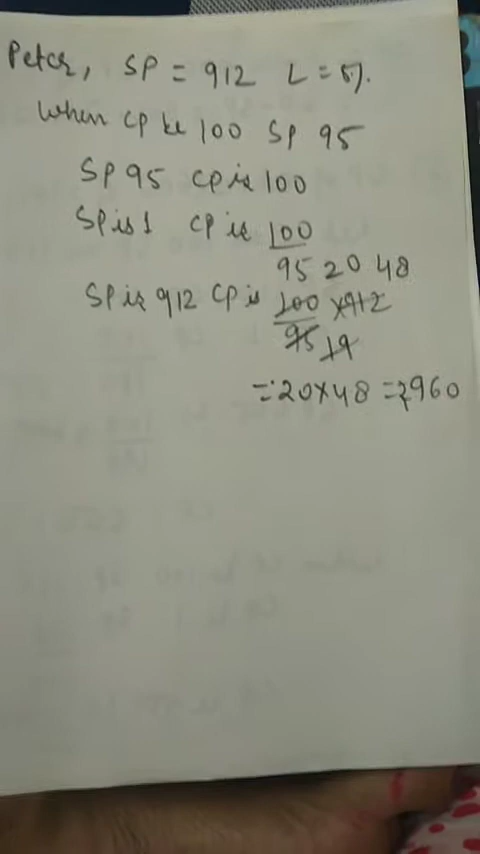 Peter, SP = 912 L = 5%.
When CP is 100 SP 95
SP 95 CP is 100
SP is 1 CP is 100
95 20 48
SP is 912 CP is 100 × 912
95 19
= 20 × 48 = ₹960